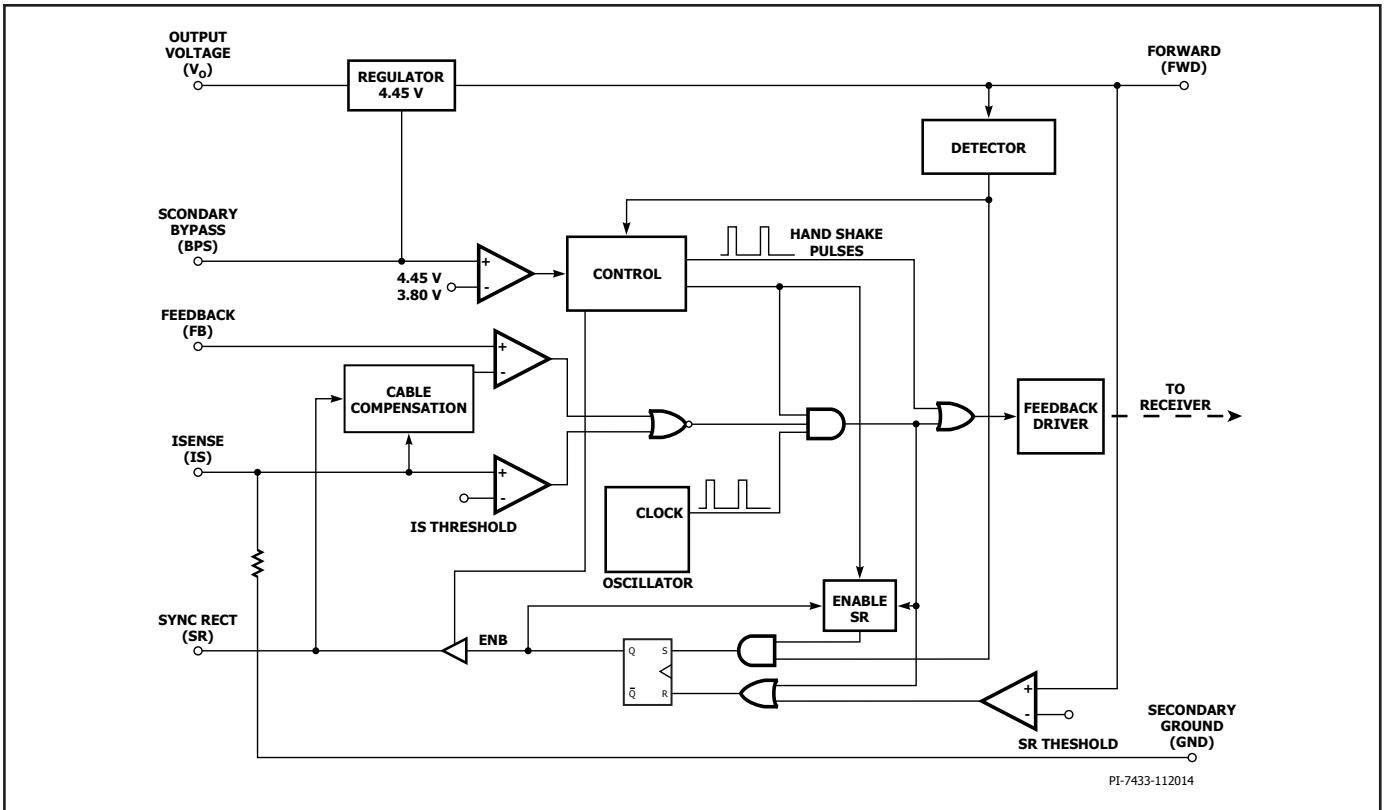 OUTPUT
VOLTAGE
(VO)
REGULATOR
4.45 V
FORWARD
(FWD)
DETECTOR
SCONDARY
BYPASS
(BPS)
HAND SHAKE
PULSES
+
-
4.45 V
3.80 V
CONTROL
FEEDBACK
(FB)
+
-
CABLE
COMPENSATION
FEEDBACK
DRIVER
TO
RECEIVER
ISENSE
(IS)
+
-
IS THRESHOLD
CLOCK
OSCILLATOR
ENABLE
SR
SYNC RECT
(SR)
ENB
Q
S
Q̅
R
+
-
SR THESHOLD
SECONDARY
GROUND
(GND)
PI-7433-112014